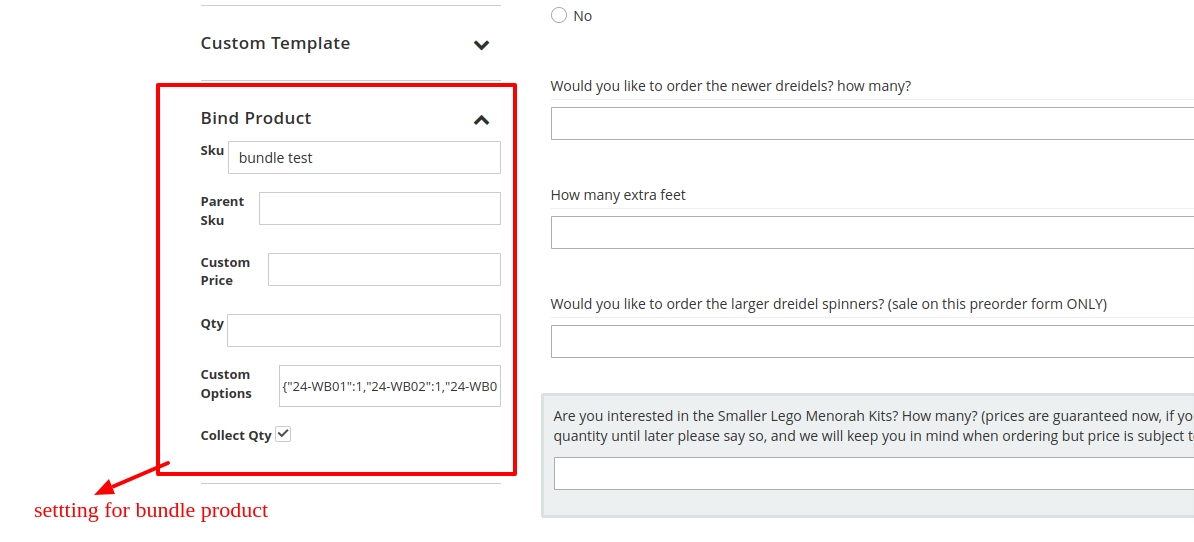 Custom Template
Bind Product
Sku
bundle test
Parent
Sku
Custom
Price
Qty
Custom
Options
{"24-WB01":1,"24-WB02":1,"24-WB0
Collect Qty
settting for bundle product
No
Would you like to order the newer dreidels? how many?
How many extra feet
Would you like to order the larger dreidel spinners? (sale on this preorder form ONLY)
Are you interested in the Smaller Lego Menorah Kits? How many? (prices are guaranteed now, if yo
quantity until later please say so, and we will keep you in mind when ordering but price is subject t